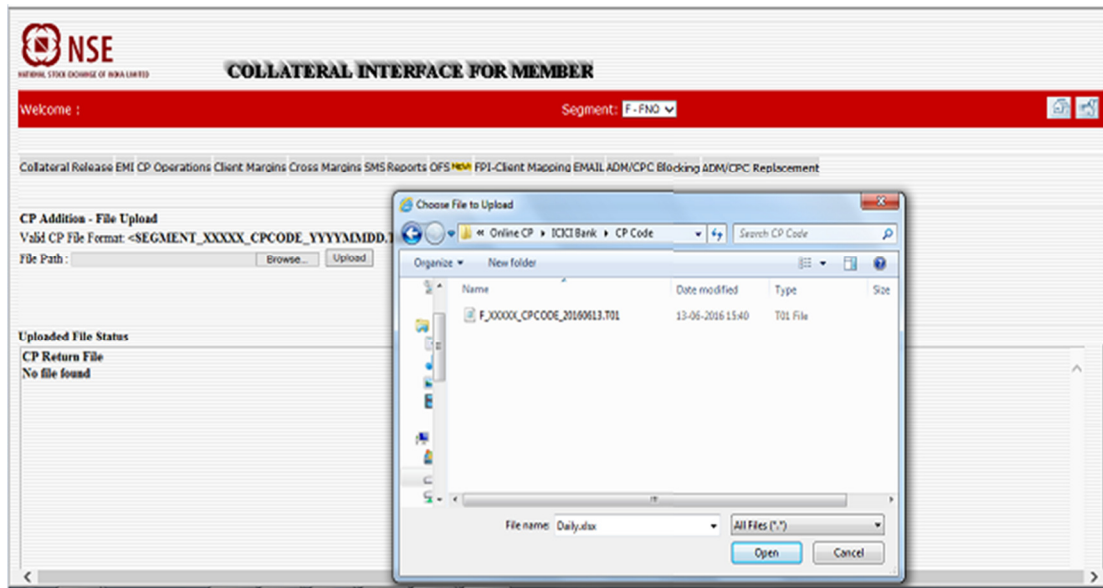 NSE
NATIONAL STOCK EXCHANGE OF INDIA LIMITED
COLLATERAL INTERFACE FOR MEMBER
Welcome :
Segment: F - FNO
Collateral Release EMI CP Operations Client Margins Cross Margins SMS Reports OFS New FPI-Client Mapping EMAIL ADM/CPC Blocking ADM/CPC Replacement
CP Addition - File Upload
Valid CP File Format: <SEGMENT_XXXXX_CPCODE_YYYYMMDD.
File Path : Browse... Upload
Uploaded File Status
CP Return File
No file found
Choose File to Upload
« Online CP ICICI Bank CP Code
Search CP Code
Organize New folder
Name Date modified Type Size
F_XXXXX_CPCODE_20160613.T01 13-06-2016 15:40 T01 File
File name: Daily.xlsx All Files (*.*)
Open Cancel